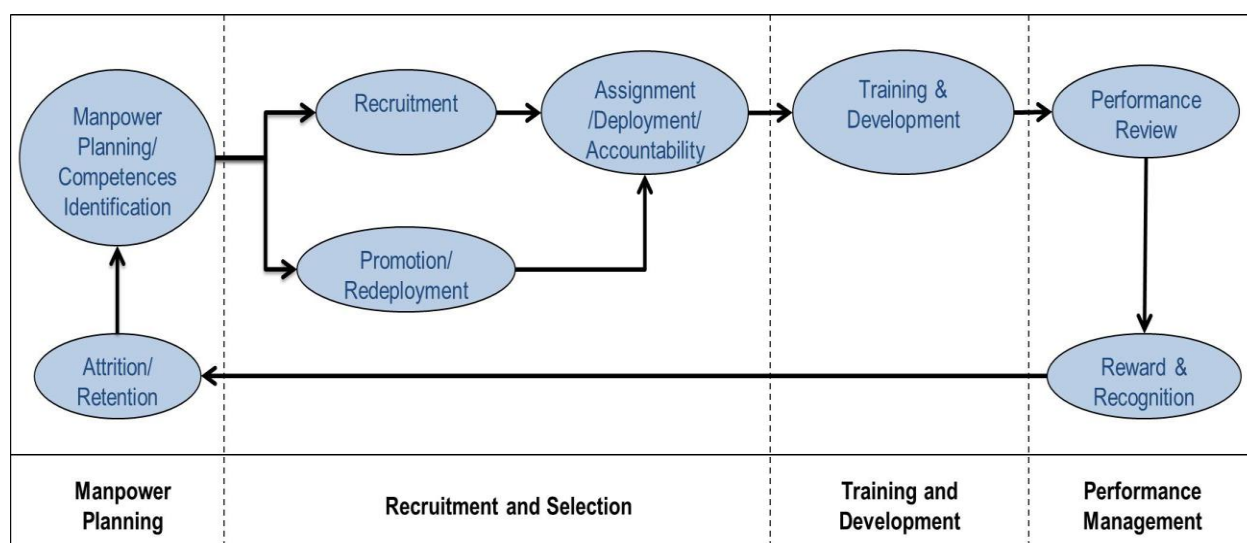 Manpower
Planning/
Competences
Identification
Recruitment
Assignment
/Deployment/
Accountability
Training &
Development
Performance
Review
Promotion/
Redeployment
Attrition/
Retention
Reward &
Recognition
Manpower
Planning
Recruitment and Selection
Training and
Development
Performance
Management